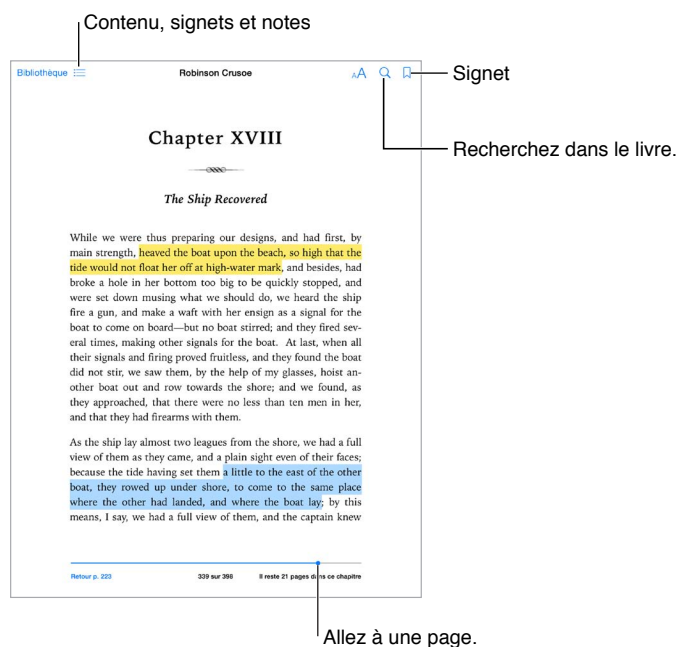 Contenu, signets et notes
Bibliothèque
Robinson Crusoe
AA
Signet
Recherchez dans le livre.
Chapter XVIII
The Ship Recovered
While we were thus preparing our designs, and had first, by
main strength, heaved the boat upon the beach, so high that the
tide would not float her off at high-water mark, and besides, had
broke a hole in her bottom too big to be quickly stopped, and
were set down musing what we should do, we heard the ship
fire a gun, and make a waft with her ensign as a signal for the
boat to come on board—but no boat stirred; and they fired sev-
eral times, making other signals for the boat. At last, when all
their signals and firing proved fruitless, and they found the boat
did not stir, we saw them, by the help of my glasses, hoist an-
other boat out and row towards the shore; and we found, as
they approached, that there were no less than ten men in her,
and that they had firearms with them.
As the ship lay almost two leagues from the shore, we had a full
view of them as they came, and a plain sight even of their faces;
because the tide having set them a little to the east of the other
boat, they rowed up under shore, to come to the same place
where the other had landed, and where the boat lay; by this
means, I say, we had a full view of them, and the captain knew
Retour p. 223
339 sur 398
Il reste 21 pages dans ce chapitre
Allez à une page.